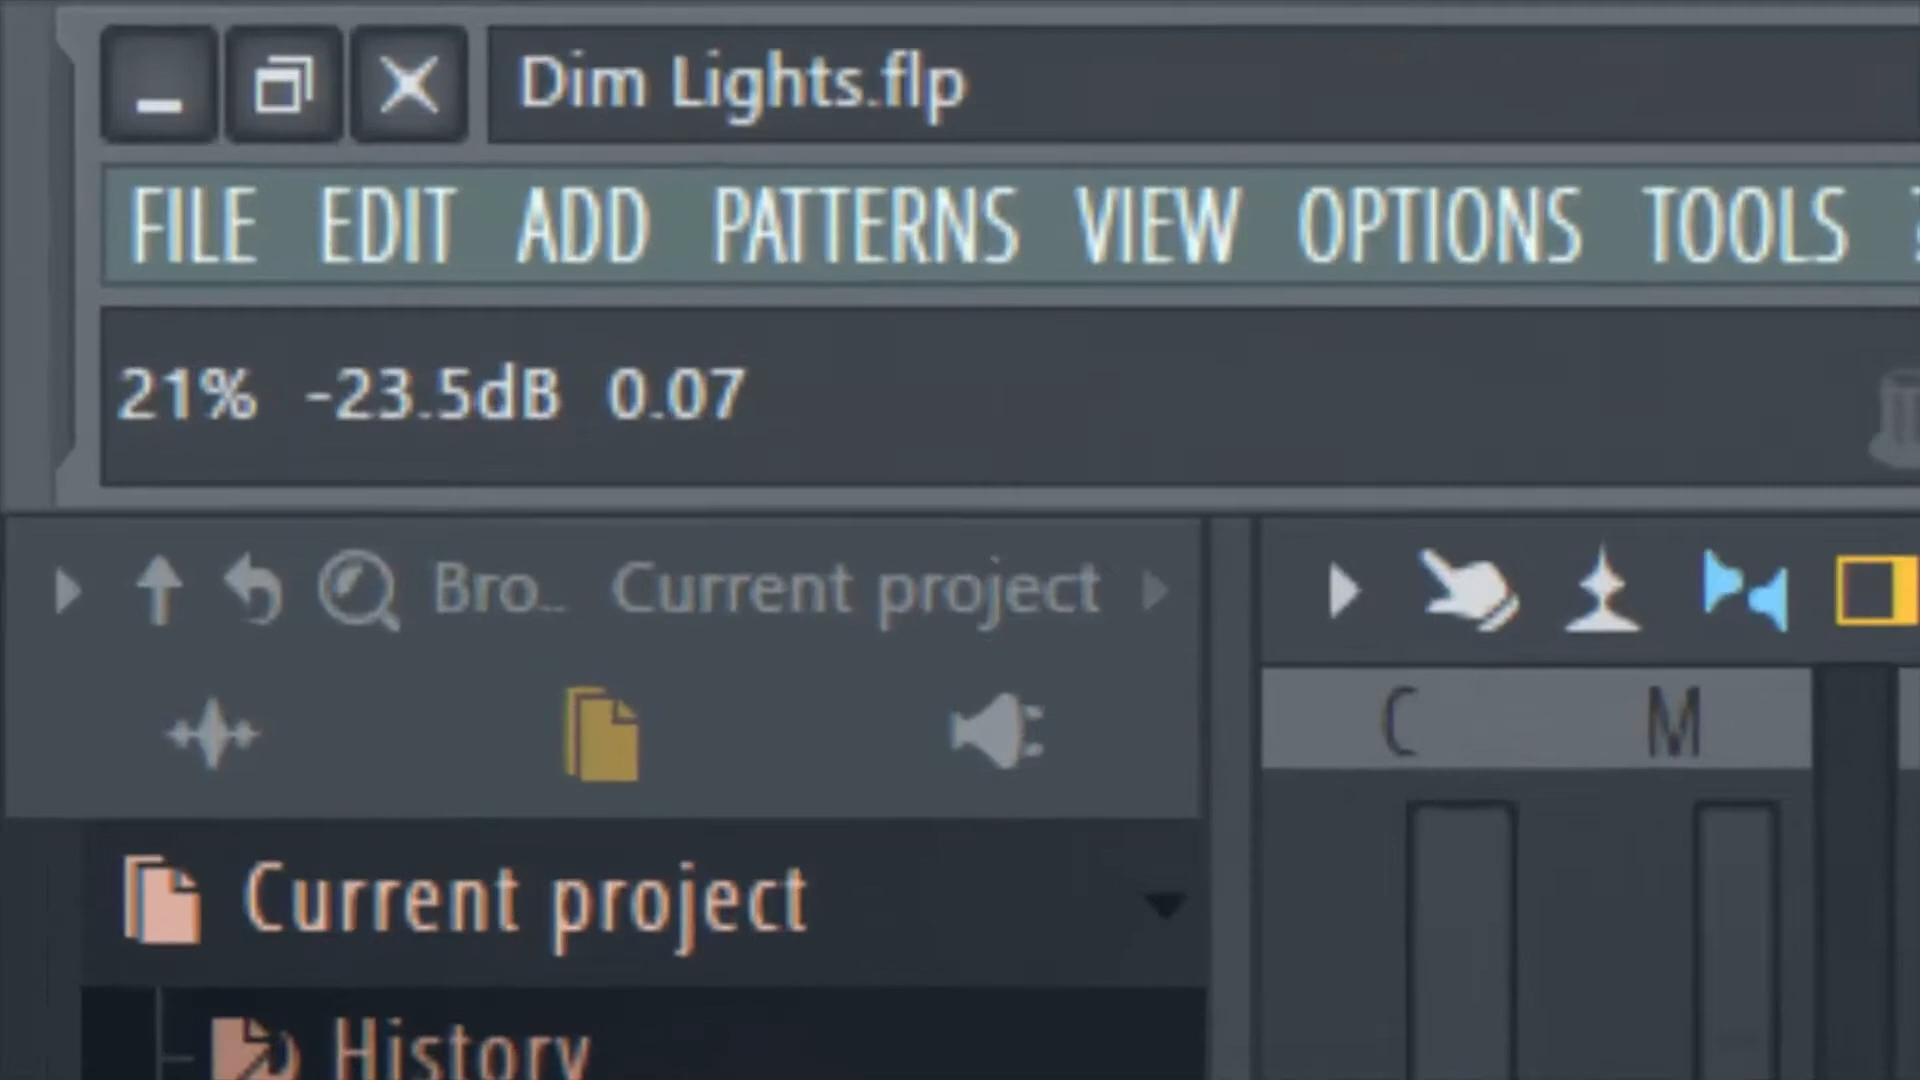 Dim Lights.flp
FILE EDIT ADD PATTERNS VIEW OPTIONS TOOLS
21% -23.5dB 0.07
Bro.. Current project
C M
Current project
History